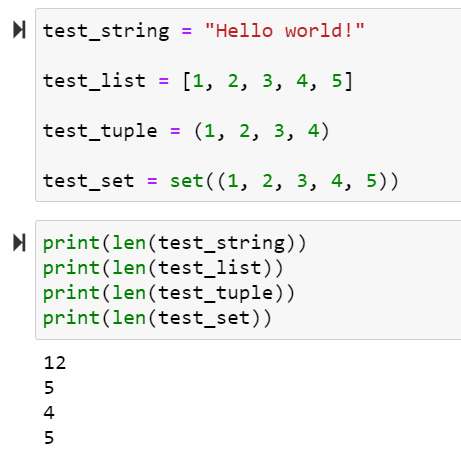 test_string = "Hello world!"
test_list = [1, 2, 3, 4, 5]
test_tuple = (1, 2, 3, 4)
test_set = set((1, 2, 3, 4, 5))
print(len(test_string))
print(len(test_list))
print(len(test_tuple))
print(len(test_set))
12
5
4
5